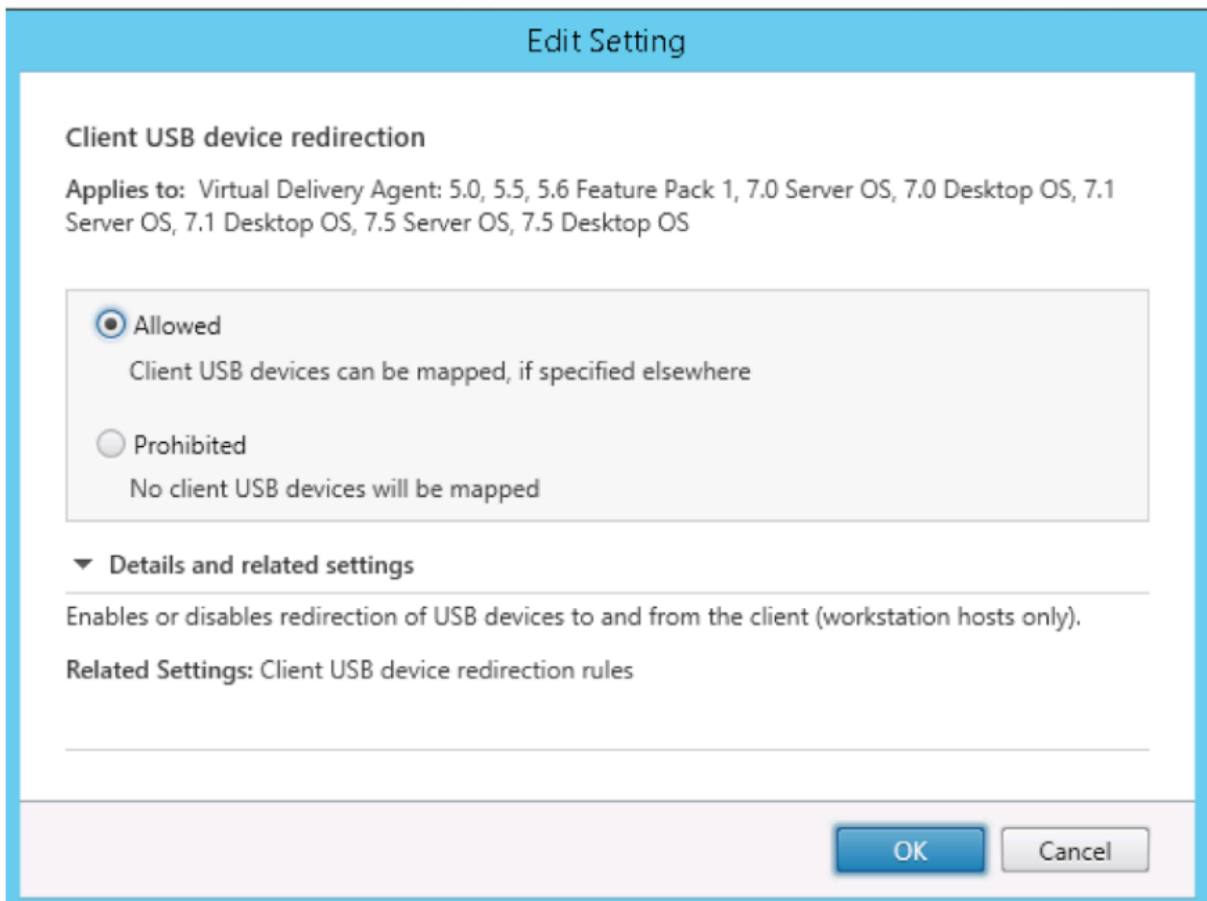 Edit Setting
Client USB device redirection
Applies to: Virtual Delivery Agent: 5.0, 5.5, 5.6 Feature Pack 1, 7.0 Server OS, 7.0 Desktop OS, 7.1
Server OS, 7.1 Desktop OS, 7.5 Server OS, 7.5 Desktop OS
Allowed
Client USB devices can be mapped, if specified elsewhere
Prohibited
No client USB devices will be mapped
Details and related settings
Enables or disables redirection of USB devices to and from the client (workstation hosts only).
Related Settings: Client USB device redirection rules
OK Cancel